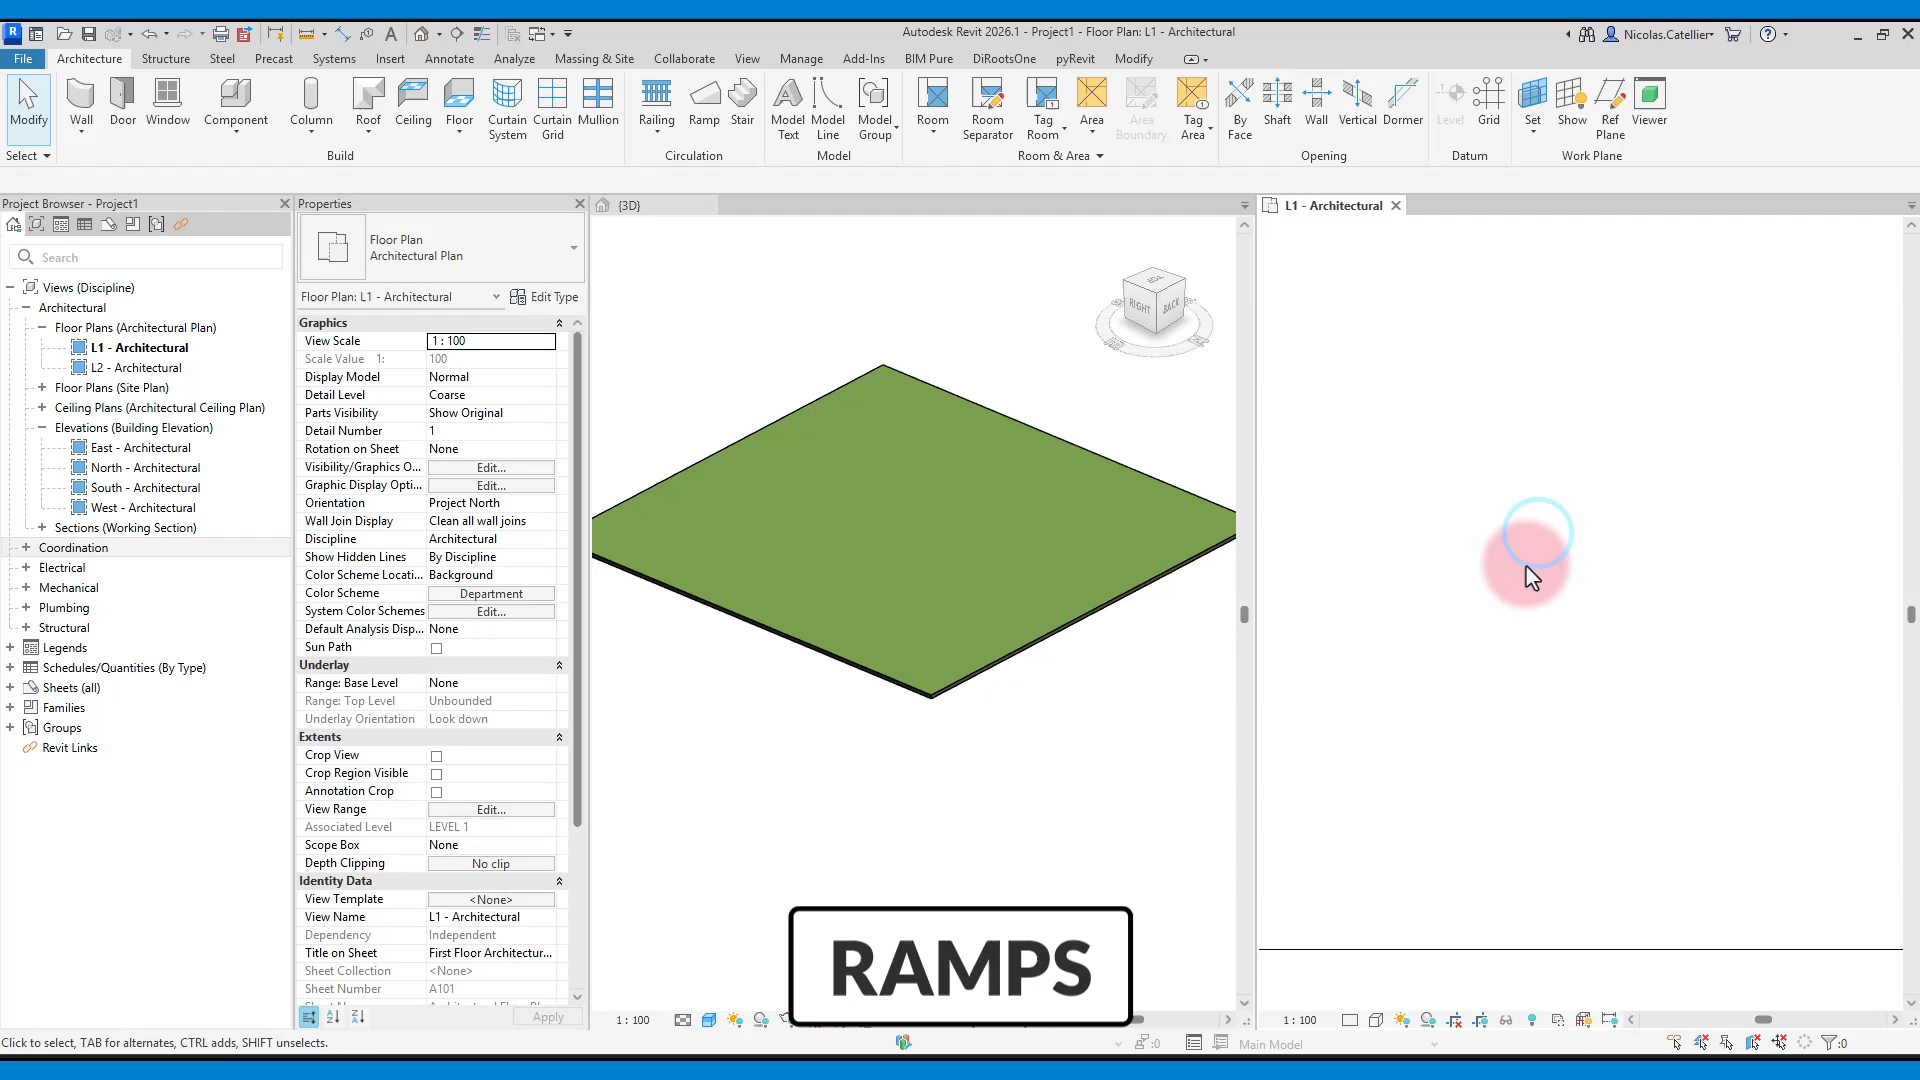 Autodesk Revit 2026.1 - Project1 - Floor Plan: L1 - Architectural
Nicolas.Catellier
File Architecture Structure Steel Precast Systems Insert Annotate Analyze Massing & Site Collaborate View Manage Add-Ins BIM Pure DiRootsOne pyRevit Modify
Modify Wall Door Window Component Column Roof Ceiling Floor Curtain System Curtain Grid Mullion Railing Ramp Stair Model Text Model Line Model Group Room Room Separator Tag Room Area Area Boundary Tag Area By Face Shaft Wall Vertical Dormer Level Grid Set Show Ref Plane Viewer
Select Build Circulation Model Room & Area Opening Datum Work Plane
Project Browser - Project1
Search
Views (Discipline)
Architectural
Floor Plans (Architectural Plan)
L1 - Architectural
L2 - Architectural
Floor Plans (Site Plan)
Ceiling Plans (Architectural Ceiling Plan)
Elevations (Building Elevation)
East - Architectural
North - Architectural
South - Architectural
West - Architectural
Sections (Working Section)
Coordination
Electrical
Mechanical
Plumbing
Structural
Legends
Schedules/Quantities (By Type)
Sheets (all)
Families
Groups
Revit Links
Properties
Floor Plan
Architectural Plan
Floor Plan: L1 - Architectural Edit Type
Graphics
View Scale 1 : 100
Scale Value 1: 100
Display Model Normal
Detail Level Coarse
Parts Visibility Show Original
Detail Number 1
Rotation on Sheet None
Visibility/Graphics O... Edit...
Graphic Display Opti... Edit...
Orientation Project North
Wall Join Display Clean all wall joins
Discipline Architectural
Show Hidden Lines By Discipline
Color Scheme Locati... Background
Color Scheme Department
System Color Schemes Edit...
Default Analysis Disp... None
Sun Path
Underlay
Range: Base Level None
Range: Top Level Unbounded
Underlay Orientation Look down
Extents
Crop View
Crop Region Visible
Annotation Crop
View Range Edit...
Associated Level LEVEL 1
Scope Box None
Depth Clipping No clip
Identity Data
View Template <None>
View Name L1 - Architectural
Dependency Independent
Title on Sheet First Floor Architectur...
Sheet Collection <None>
Sheet Number A101
Apply
{3D}
RIGHT BACK
L1 - Architectural
RAMPS
1 : 100
1 : 100
Click to select, TAB for alternates, CTRL adds, SHIFT unselects.
:0
Main Model
:0